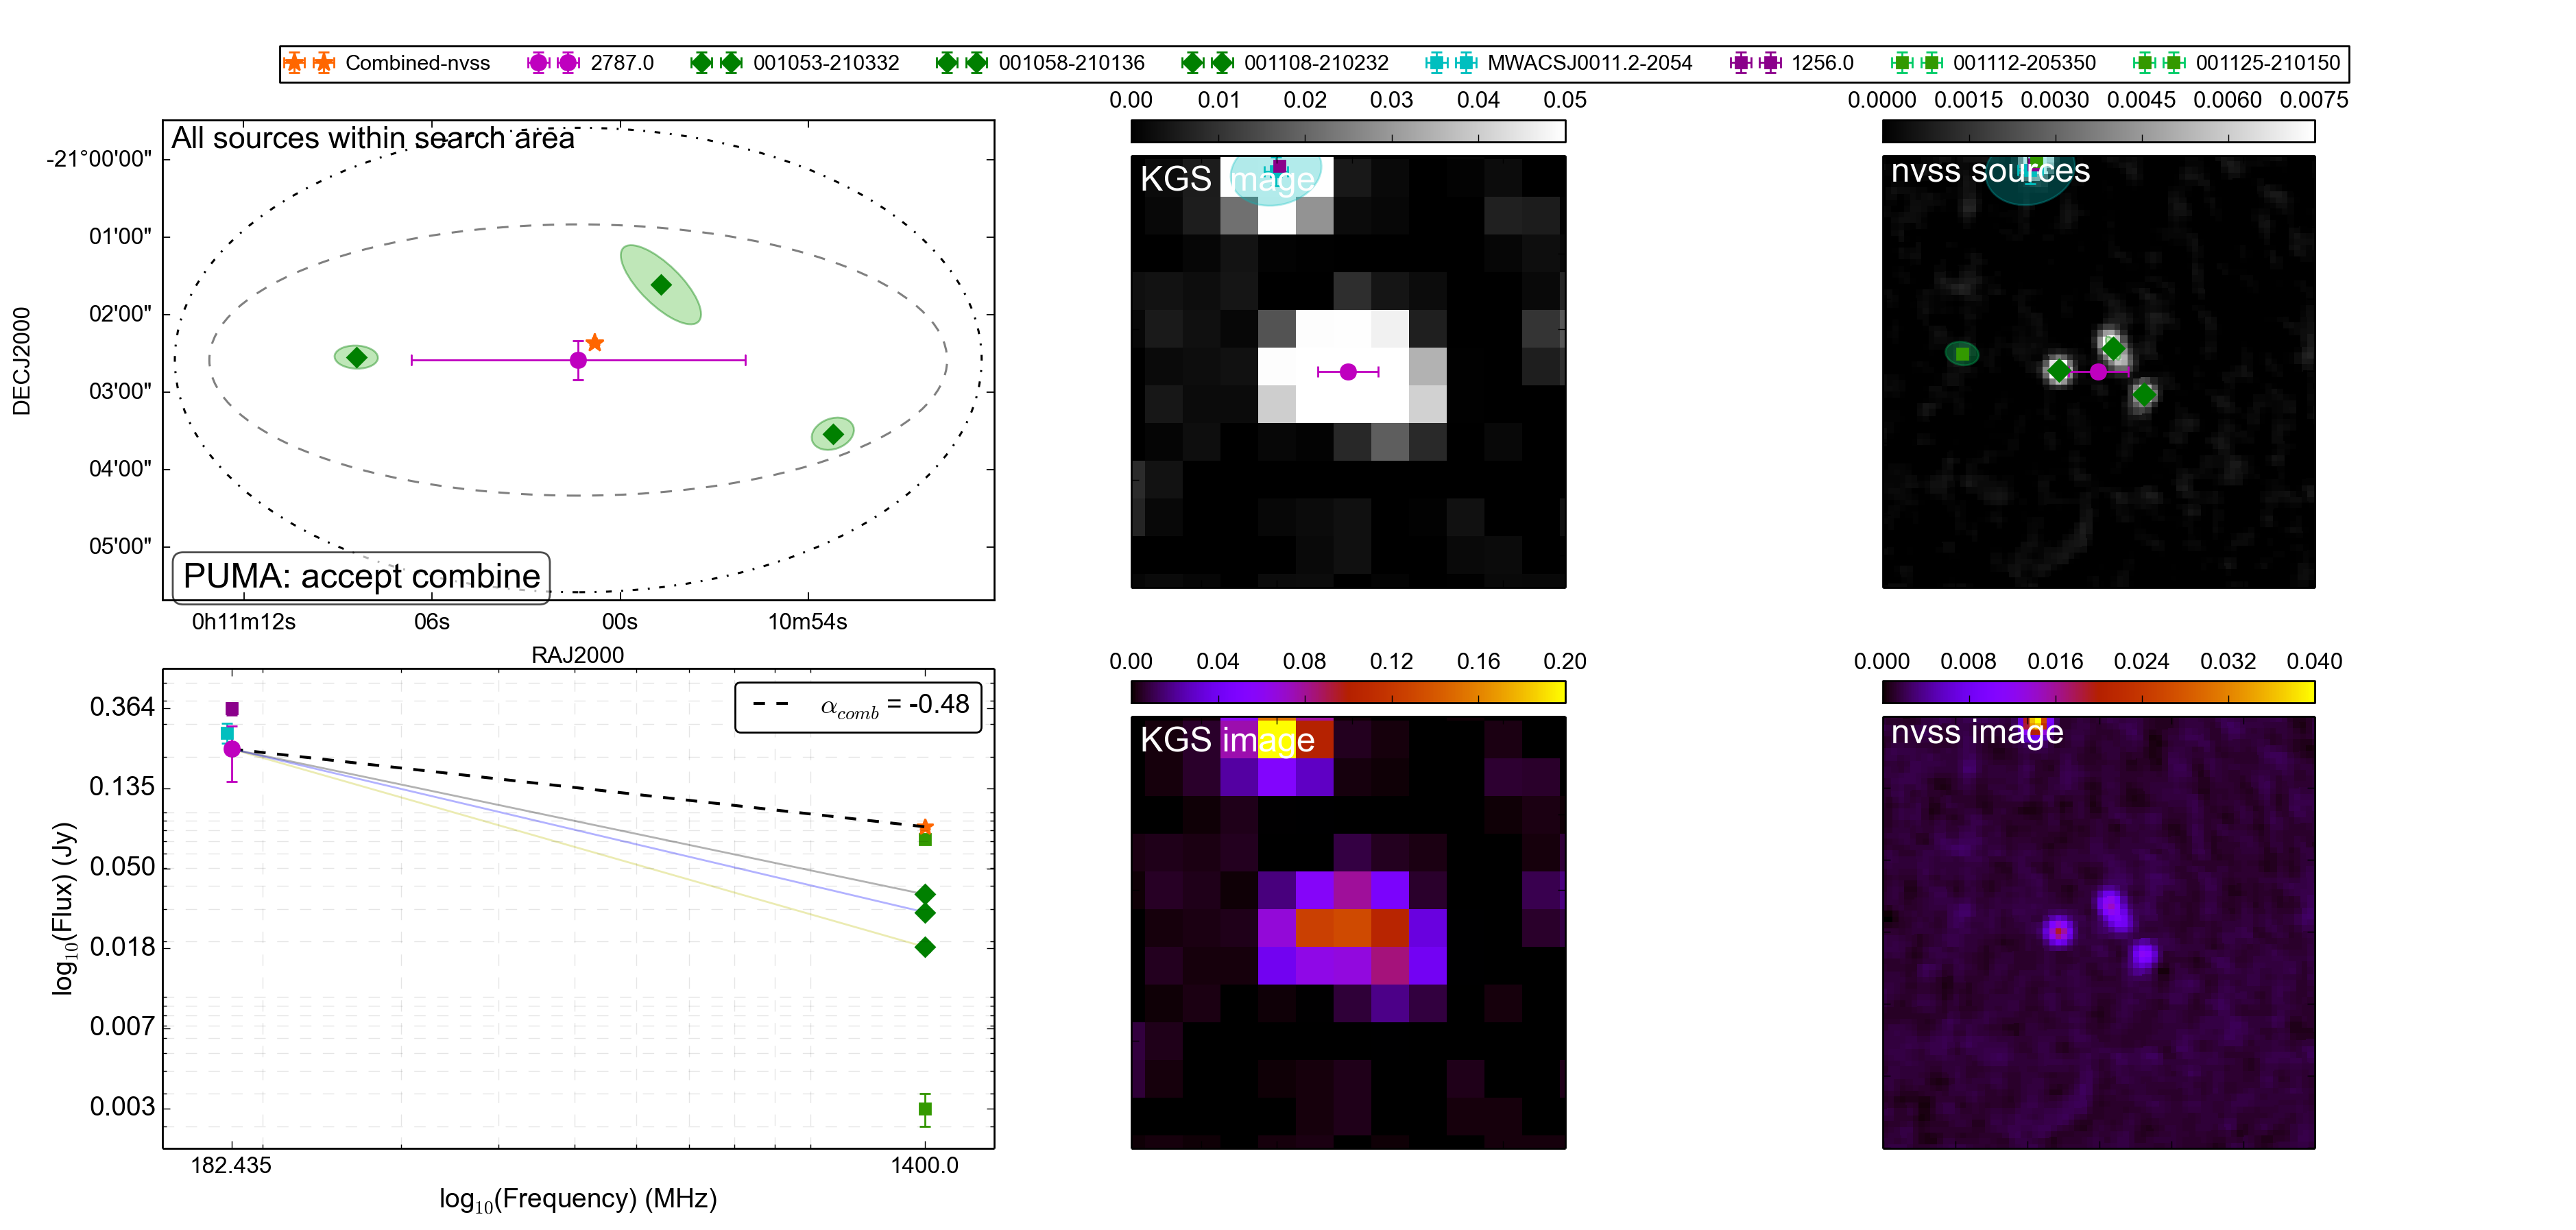 Combined-nvss 2787.0 001053-210332 001058-210136 001108-210232 MWACSJ0011.2-2054 1256.0 001112-205350 001125-210150
0.00 0.01 0.02 0.03 0.04 0.05
0.0000 0.0015 0.0030 0.0045 0.0060 0.0075
All sources within search area
-21°00'00"
01'00"
02'00"
03'00"
04'00"
05'00"
DECJ2000
PUMA: accept combine
0h11m12s 06s 00s 10m54s
RAJ2000
KGS image
nvss sources
0.364
0.135
0.050
0.018
0.007
0.003
log10(Flux) (Jy)
αcomb = -0.48
182.435 1400.0
log10(Frequency) (MHz)
0.00 0.04 0.08 0.12 0.16 0.20
KGS image
0.000 0.008 0.016 0.024 0.032 0.040
nvss image